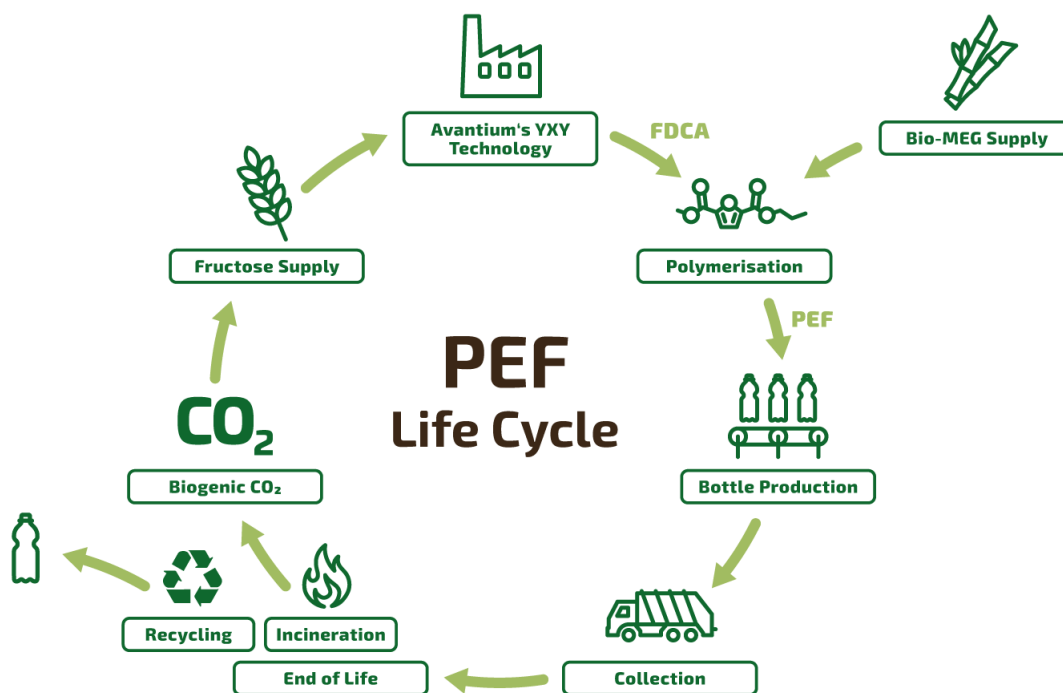 Avantium's YXY
Technology
FDCA
Bio-MEG Supply
Fructose Supply
Polymerisation
PEF
PEF
Life Cycle
CO₂
Biogenic CO₂
Bottle Production
Recycling
Incineration
End of Life
Collection